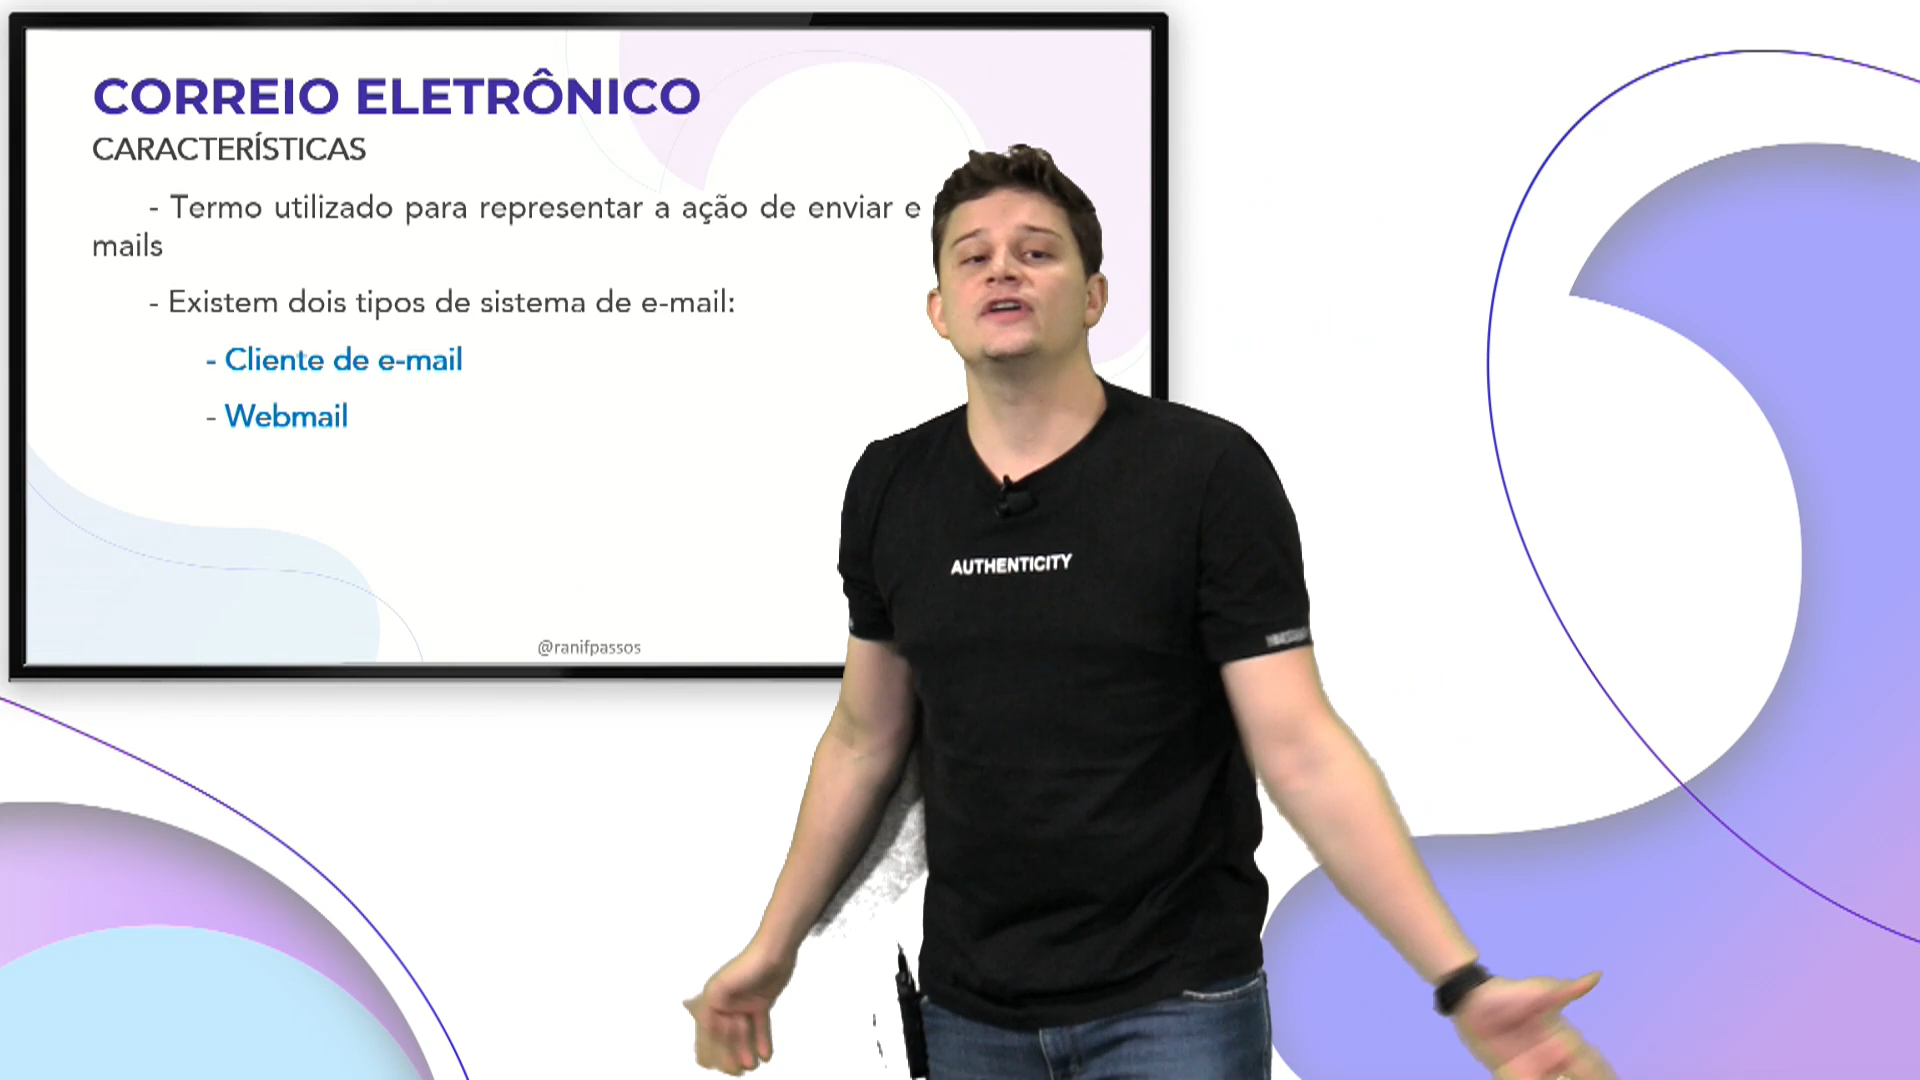 CORREIO ELETRÔNICO
CARACTERÍSTICAS
- Termo utilizado para representar a ação de enviar e
mails
- Existem dois tipos de sistema de e-mail:
- Cliente de e-mail
- Webmail
@ranifpassos
AUTHENTICITY